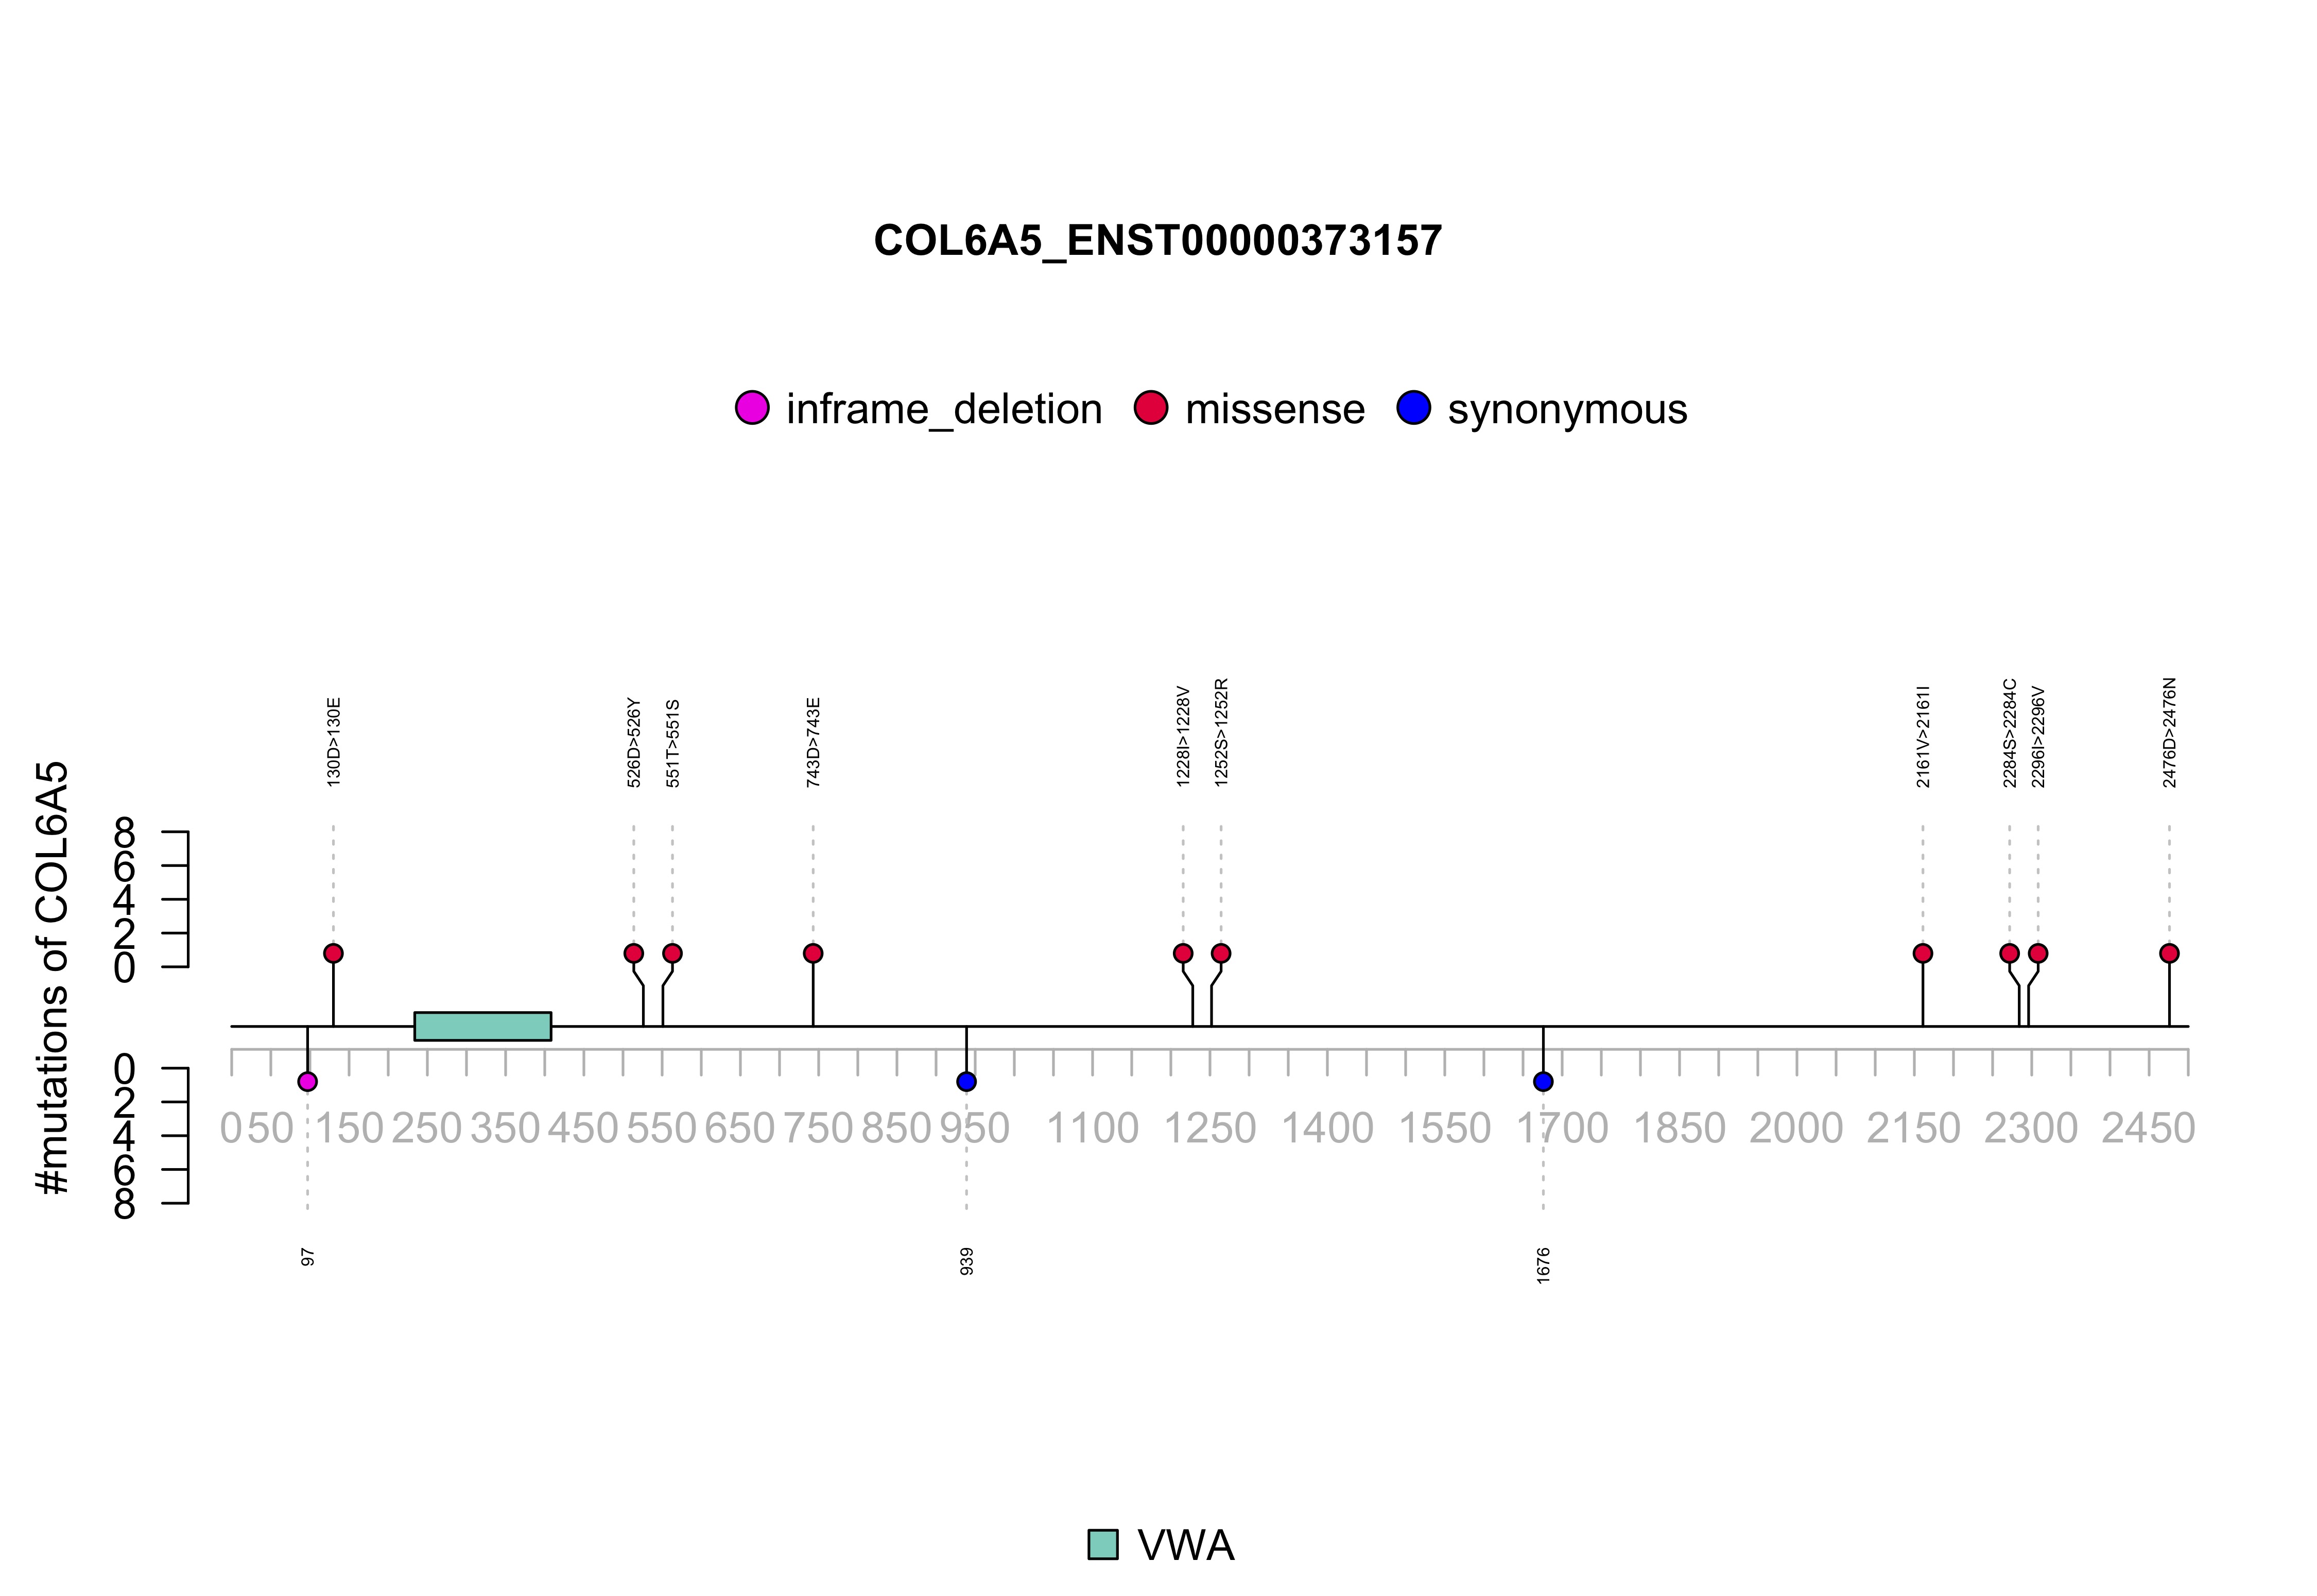 COL6A5_ENST00000373157
inframe_deletion missense synonymous
130D>130E
526D>526Y
551T>551S
743D>743E
1228I>1228V
1252S>1252R
2161V>2161I
2284S>2284C
2296I>2296V
2476D>2476N
#mutations of COL6A5
8
6
4
2
0
0
2
4
6
8
0 50 150 250 350 450 550 650 750 850 950 1100 1250 1400 1550 1700 1850 2000 2150 2300 2450
97
939
1676
VWA